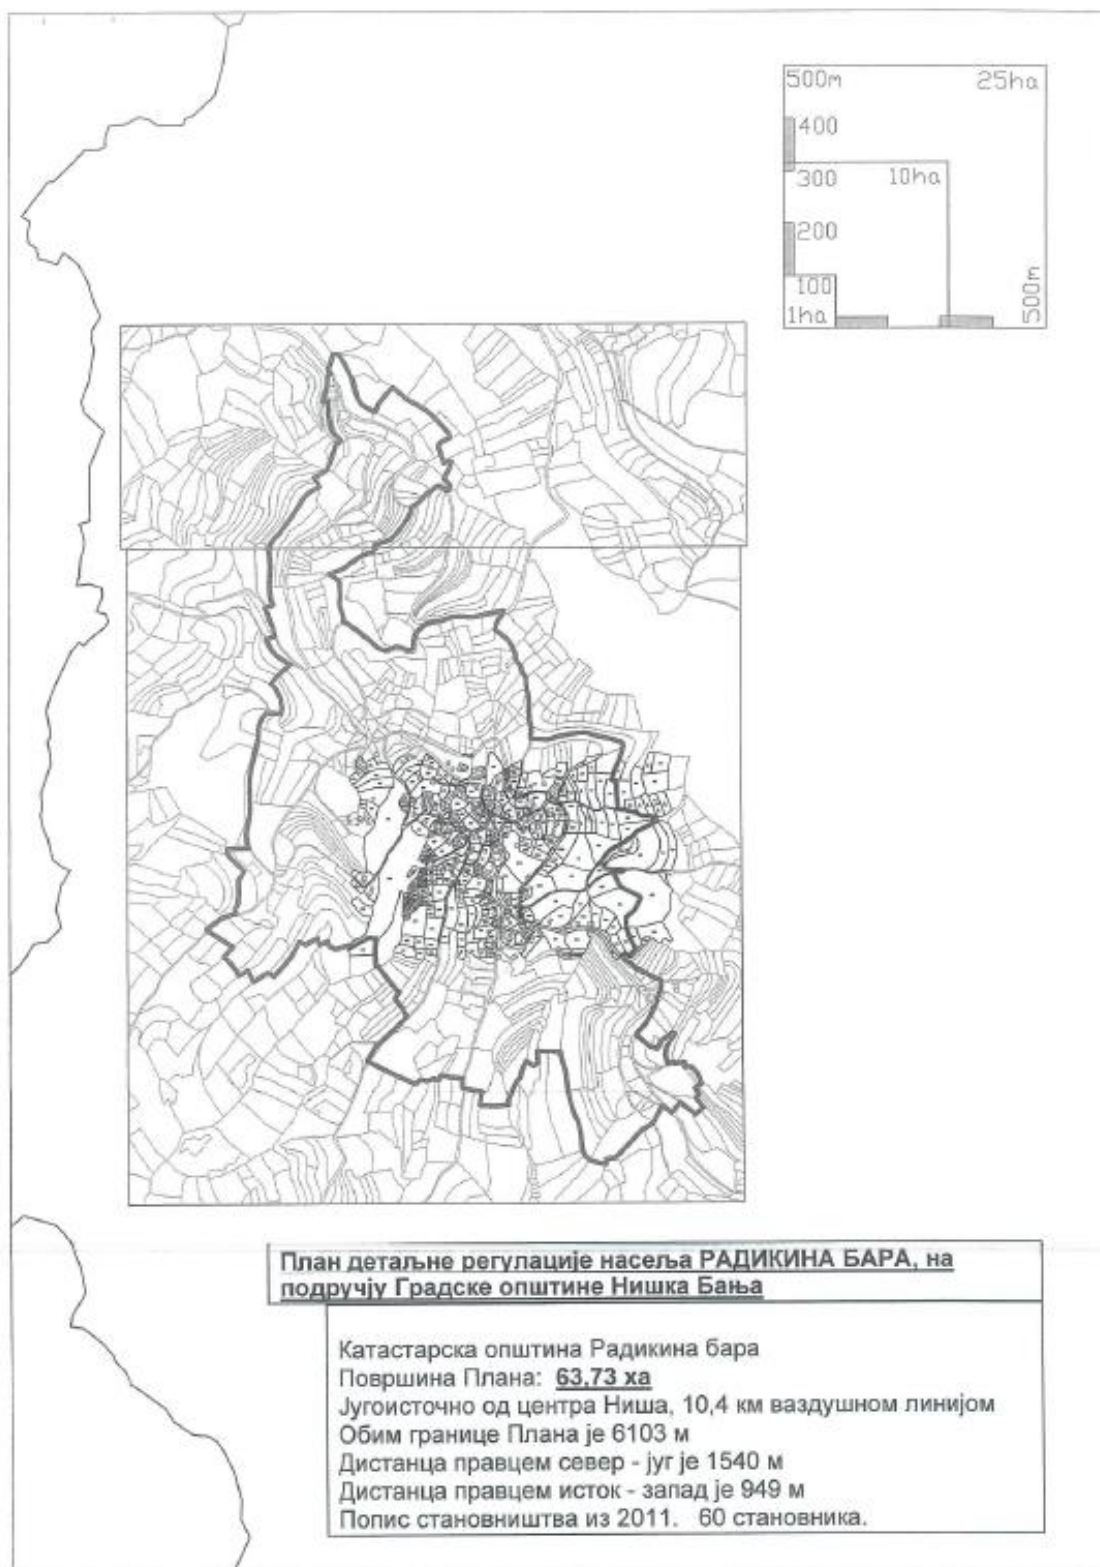 500m 25ha
400
300 10ha
200
100
1ha
500m
План детаљне регулације насеља РАДИКИНА БАРА, на
подручју Градске општине Нишка Бања
Катастарска општина Радикина бара
Површина Плана: 63,73 ха
Југоисточно од центра Ниша, 10,4 км ваздушном линијом
Обим границе Плана је 6103 м
Дистанца правцем север - југ је 1540 м
Дистанца правцем исток - запад је 949 м
Попис становништва из 2011. 60 становника.